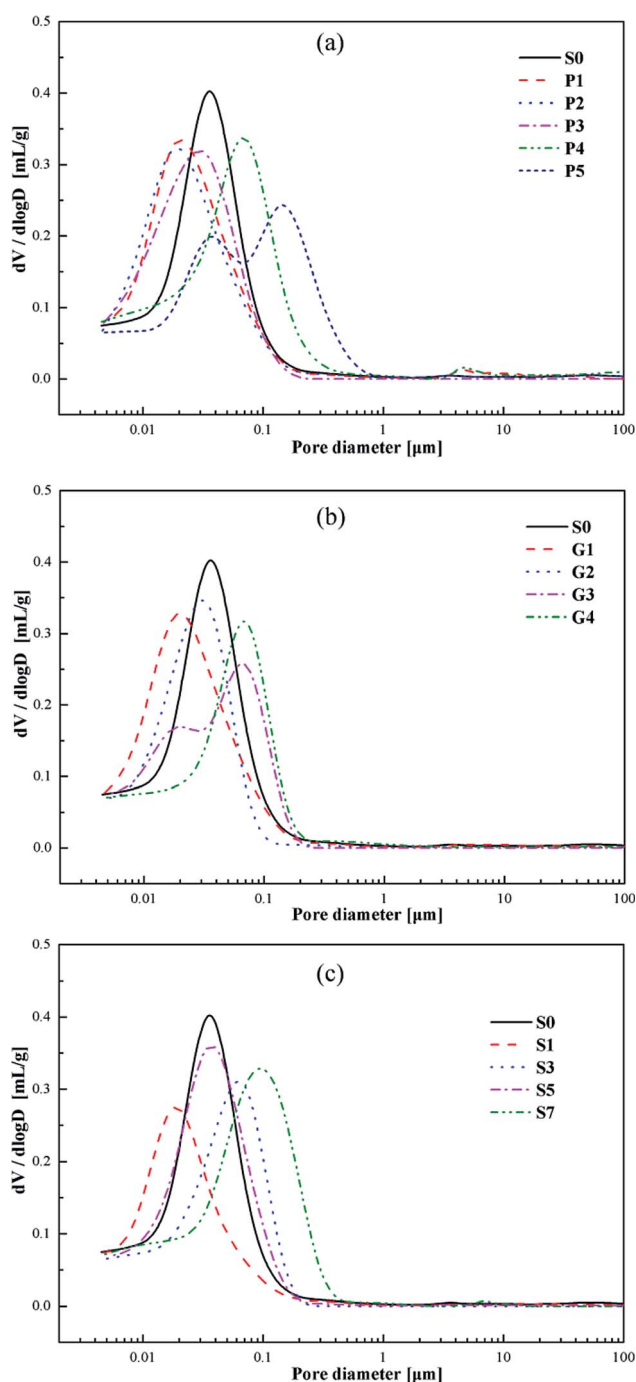 (a)
S0
P1
P2
P3
P4
P5
0.5
0.4
0.3
0.2
0.1
0.0
dV / dlogD [mL/g]
0.01 0.1 1 10 100
Pore diameter [μm]
(b)
S0
G1
G2
G3
G4
0.5
0.4
0.3
0.2
0.1
0.0
dV / dlogD [mL/g]
0.01 0.1 1 10 100
Pore diameter [μm]
(c)
S0
S1
S3
S5
S7
0.5
0.4
0.3
0.2
0.1
0.0
dV / dlogD [mL/g]
0.01 0.1 1 10 100
Pore diameter [μm]